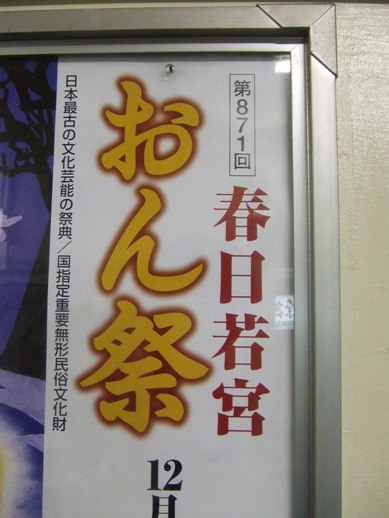 第871回
春日若宮
おん祭
日本最古の文化芸能の祭典/国指定重要無形民俗文化財
12月